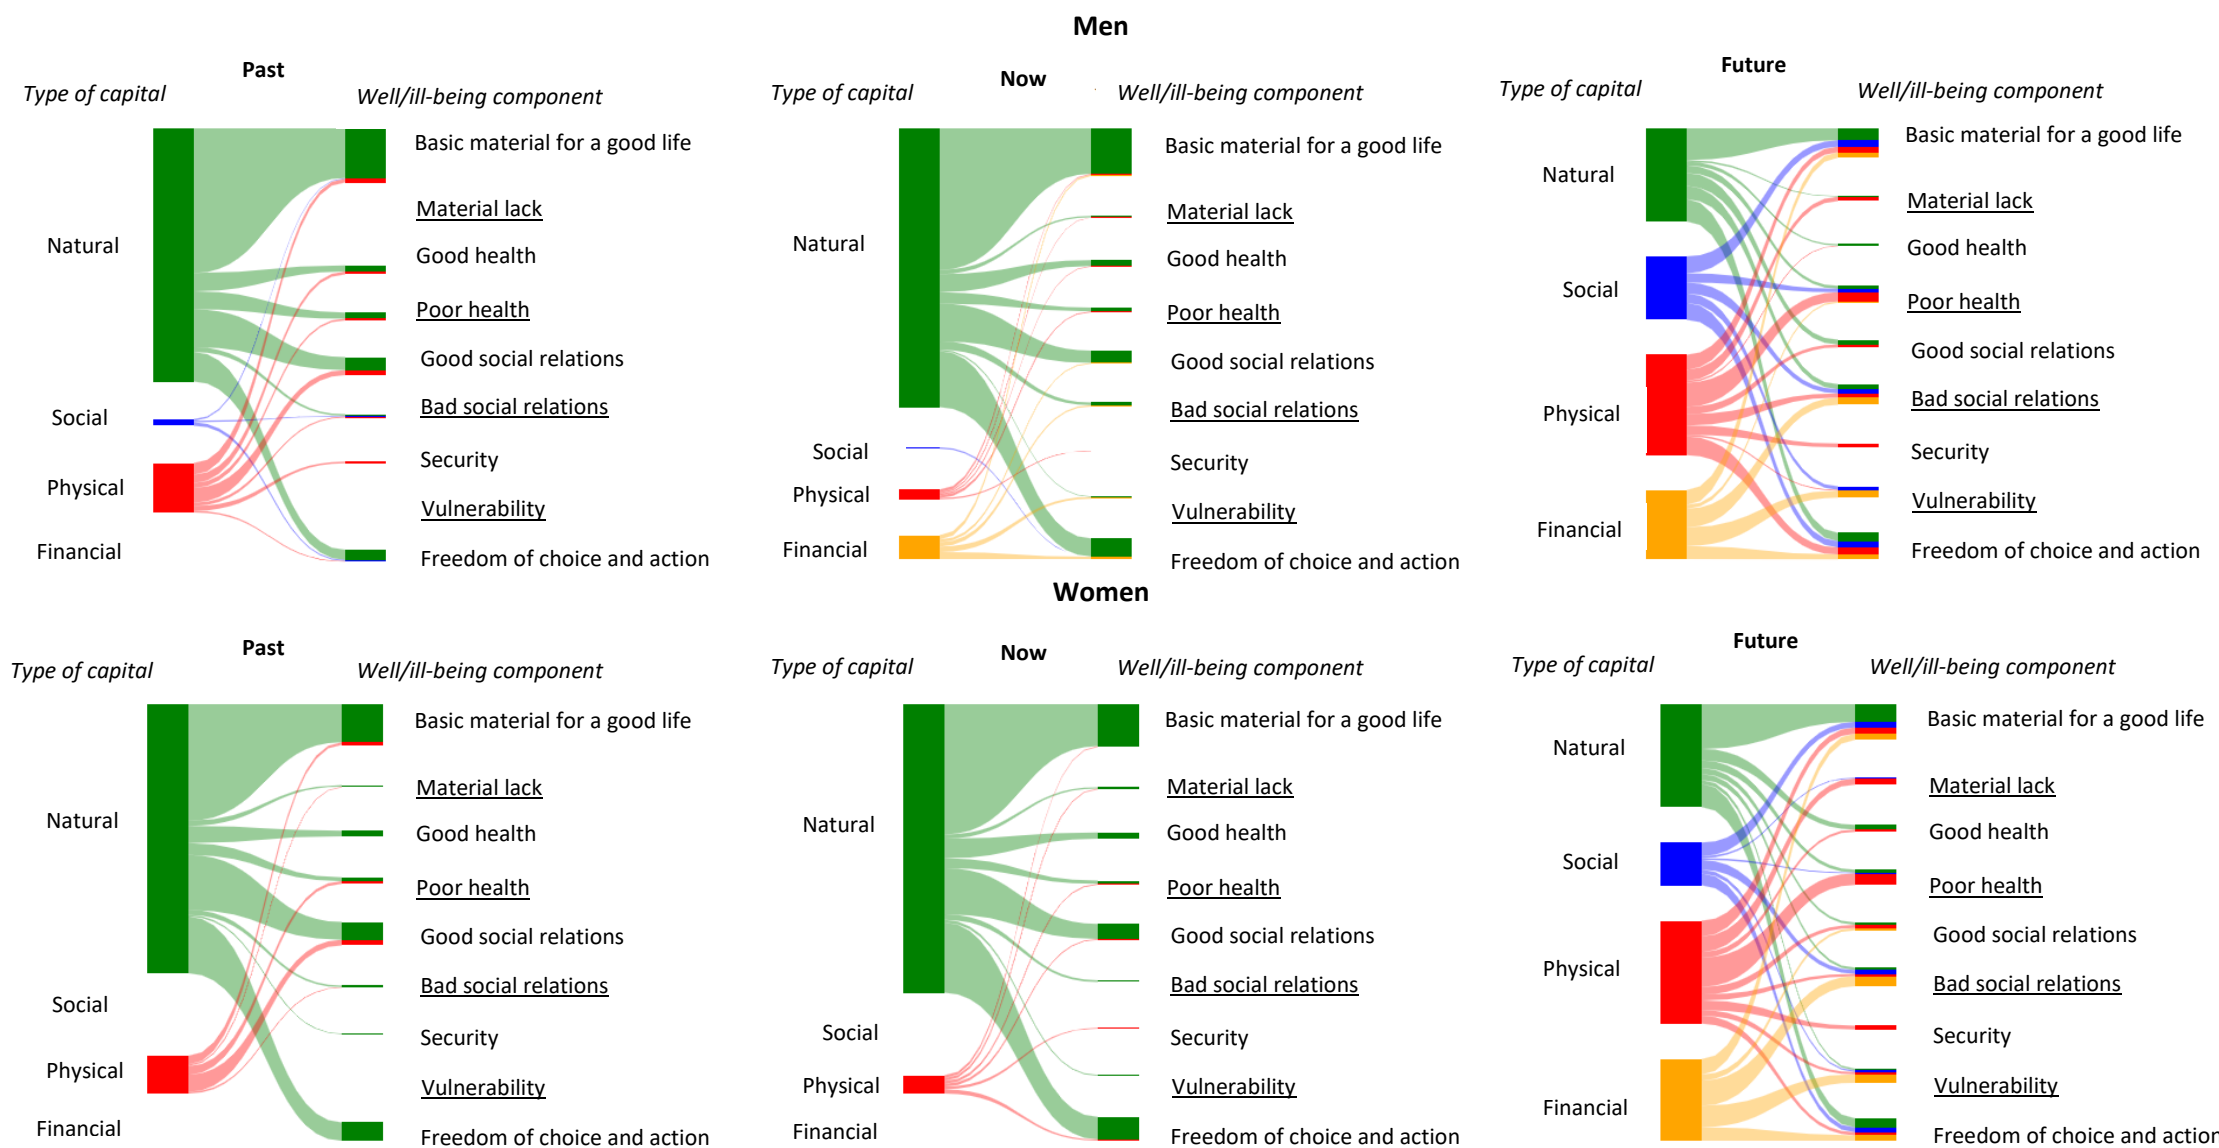 Men
Past
Type of capital
Well/ill-being component
Basic material for a good life
Material lack
Natural
Good health
Poor health
Good social relations
Social
Bad social relations
Security
Physical
Vulnerability
Financial
Freedom of choice and action
Now
Type of capital
Well/ill-being component
Basic material for a good life
Material lack
Natural
Good health
Poor health
Good social relations
Bad social relations
Social
Security
Physical
Vulnerability
Financial
Freedom of choice and action
Future
Type of capital
Well/ill-being component
Basic material for a good life
Natural
Material lack
Good health
Social
Poor health
Good social relations
Bad social relations
Physical
Security
Vulnerability
Financial
Freedom of choice and action
Women
Past
Type of capital
Well/ill-being component
Basic material for a good life
Material lack
Natural
Good health
Poor health
Good social relations
Bad social relations
Social
Security
Physical
Vulnerability
Financial
Freedom of choice and action
Now
Type of capital
Well/ill-being component
Basic material for a good life
Material lack
Natural
Good health
Poor health
Good social relations
Bad social relations
Social
Security
Physical
Vulnerability
Financial
Freedom of choice and action
Future
Type of capital
Well/ill-being component
Basic material for a good life
Natural
Material lack
Good health
Social
Poor health
Good social relations
Physical
Bad social relations
Security
Vulnerability
Financial
Freedom of choice and action